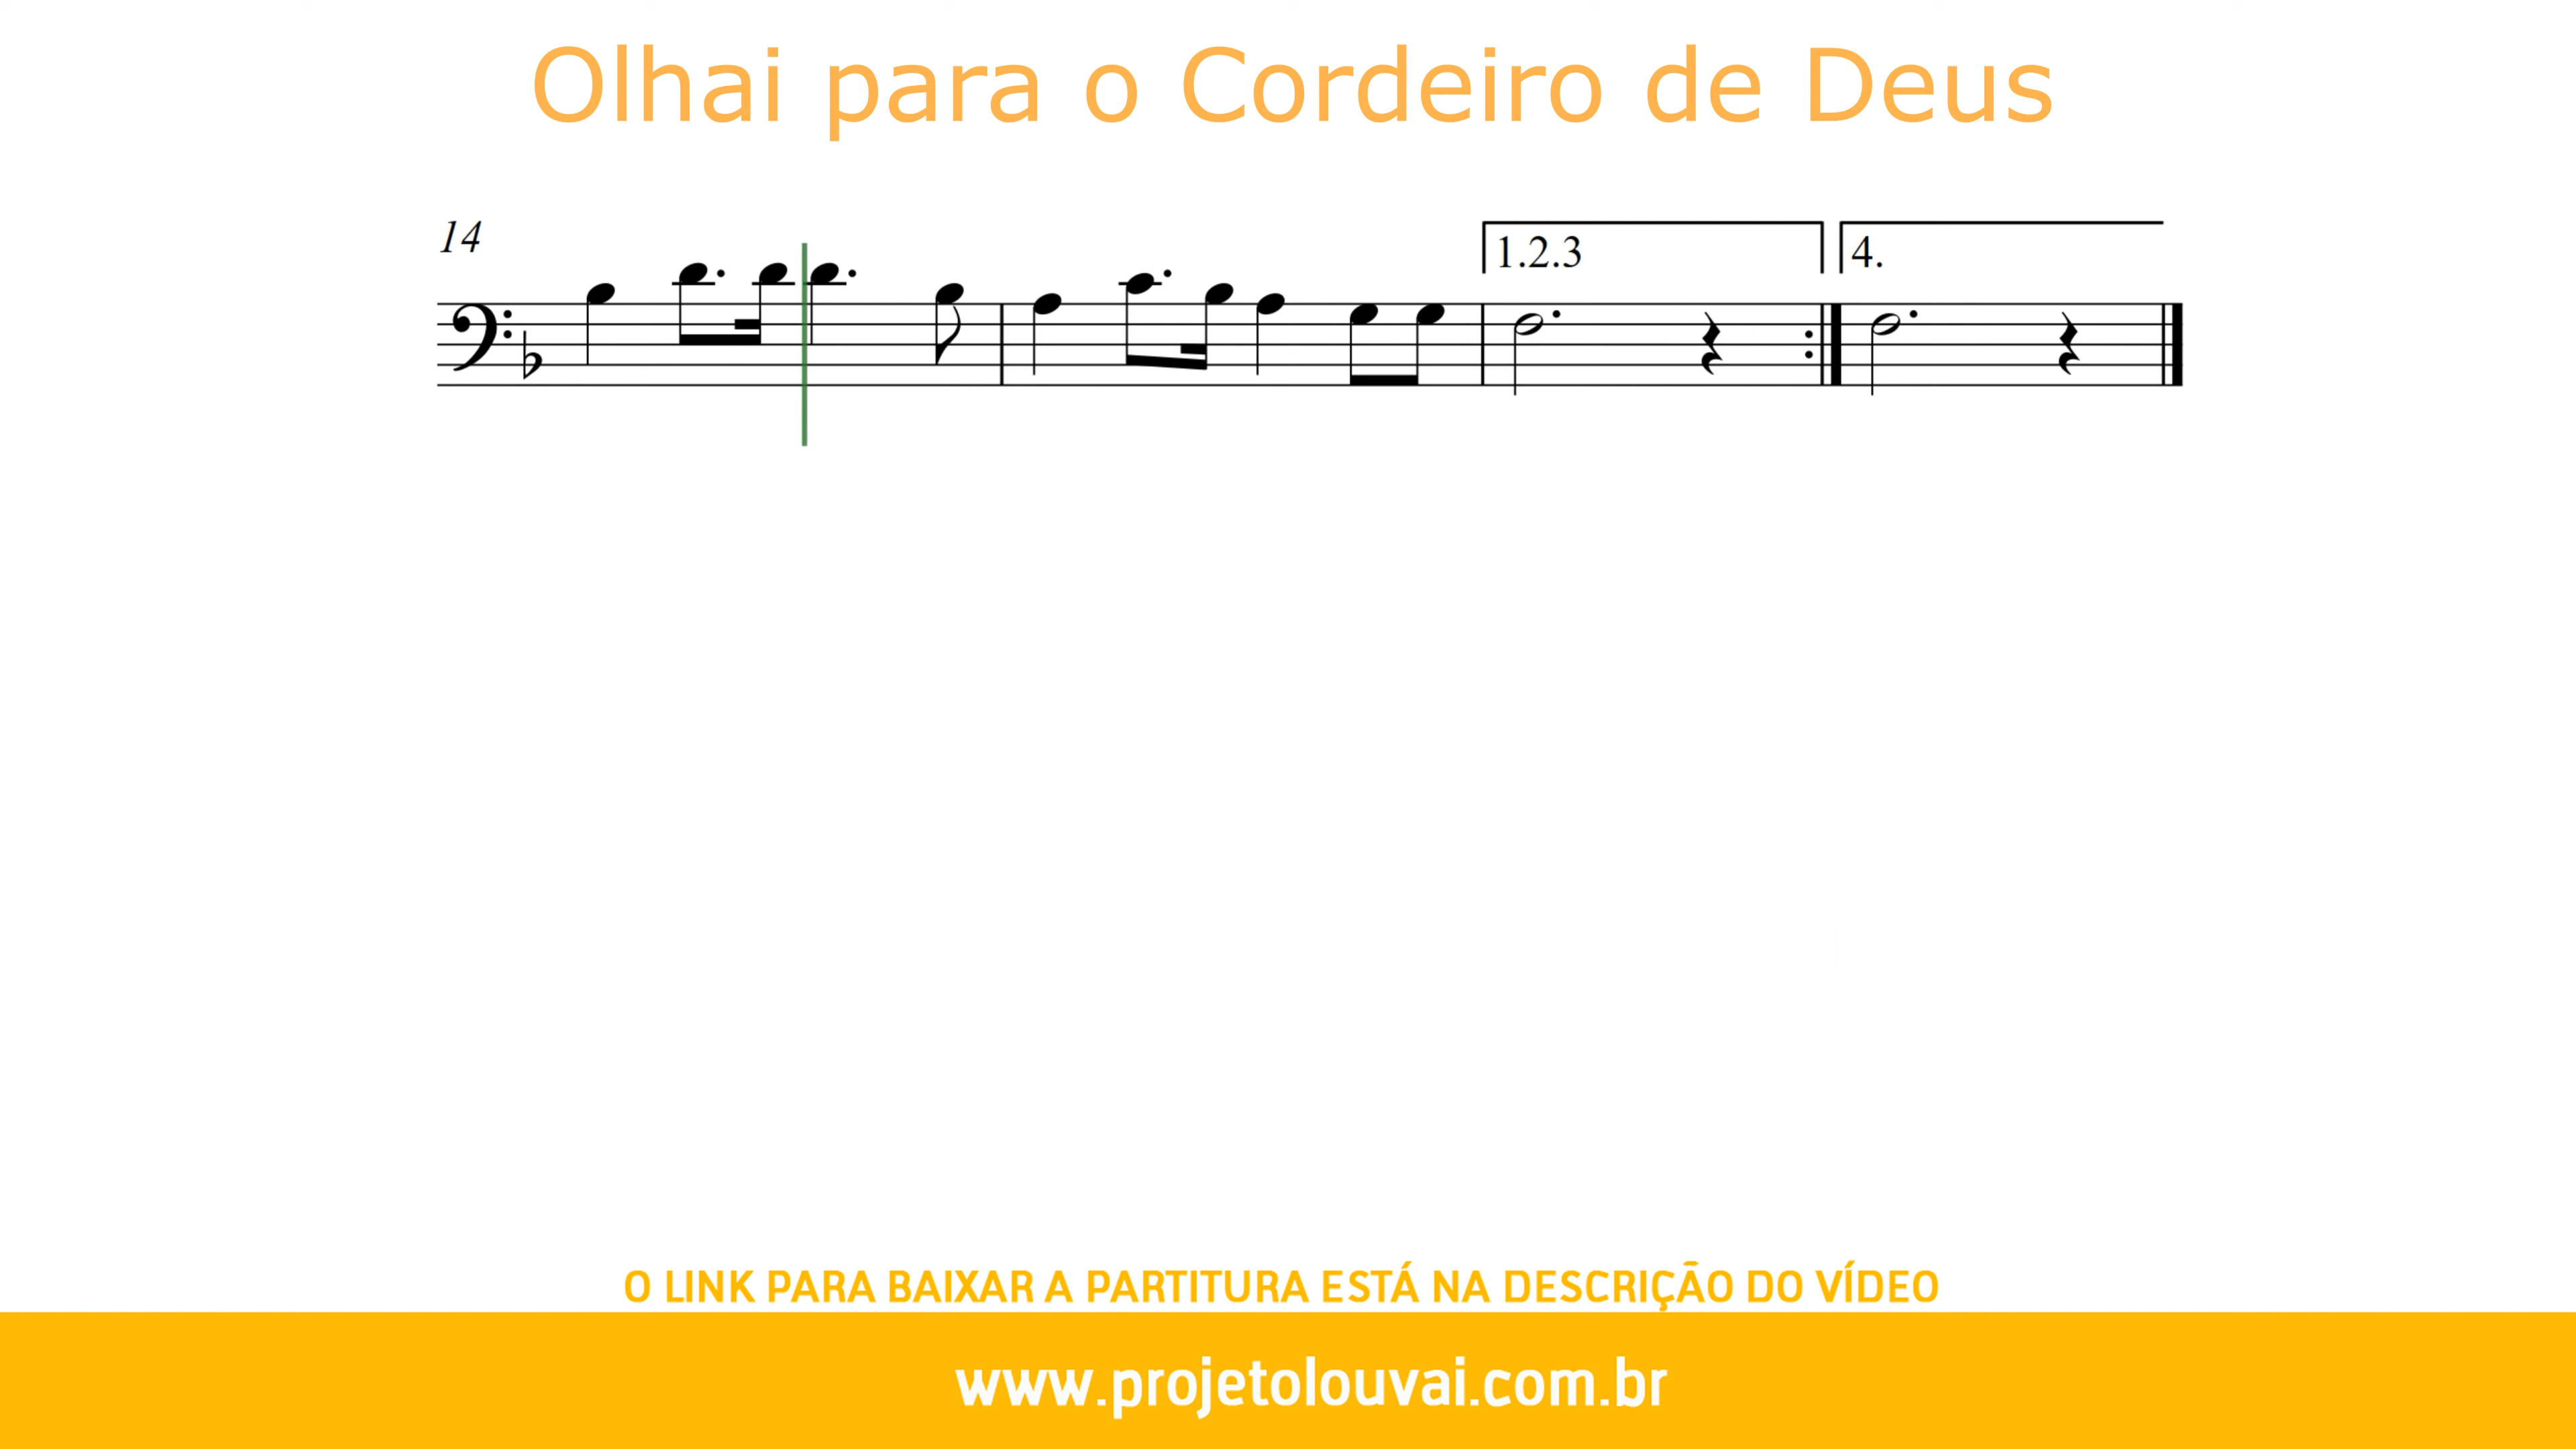 Olhai para o Cordeiro de Deus
14
1.2.3
4.
O LINK PARA BAIXAR A PARTITURA ESTÁ NA DESCRIÇÃO DO VÍDEO
www.projetolouvai.com.br